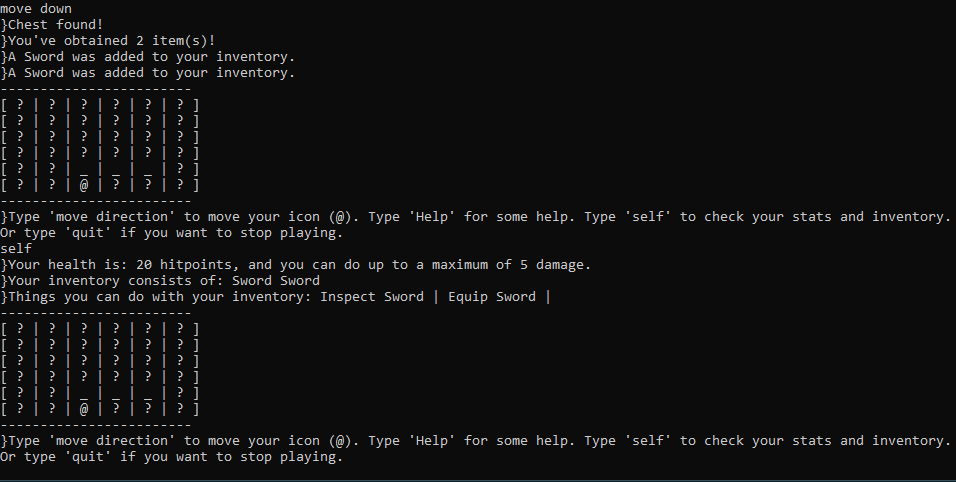 move down
}Chest found!
}You've obtained 2 item(s)!
}A Sword was added to your inventory.
}A Sword was added to your inventory.
------------------------
[ ? | ? | ? | ? | ? | ? ]
[ ? | ? | ? | ? | ? | ? ]
[ ? | ? | ? | ? | ? | ? ]
[ ? | ? | ? | ? | ? | ? ]
[ ? | ? | _ | _ | _ | ? ]
[ ? | ? | @ | ? | ? | ? ]
------------------------
}Type 'move direction' to move your icon (@). Type 'Help' for some help. Type 'self' to check your stats and inventory.
Or type 'quit' if you want to stop playing.
self
}Your health is: 20 hitpoints, and you can do up to a maximum of 5 damage.
}Your inventory consists of: Sword Sword
}Things you can do with your inventory: Inspect Sword | Equip Sword |
------------------------
[ ? | ? | ? | ? | ? | ? ]
[ ? | ? | ? | ? | ? | ? ]
[ ? | ? | ? | ? | ? | ? ]
[ ? | ? | ? | ? | ? | ? ]
[ ? | ? | _ | _ | _ | ? ]
[ ? | ? | @ | ? | ? | ? ]
------------------------
}Type 'move direction' to move your icon (@). Type 'Help' for some help. Type 'self' to check your stats and inventory.
Or type 'quit' if you want to stop playing.